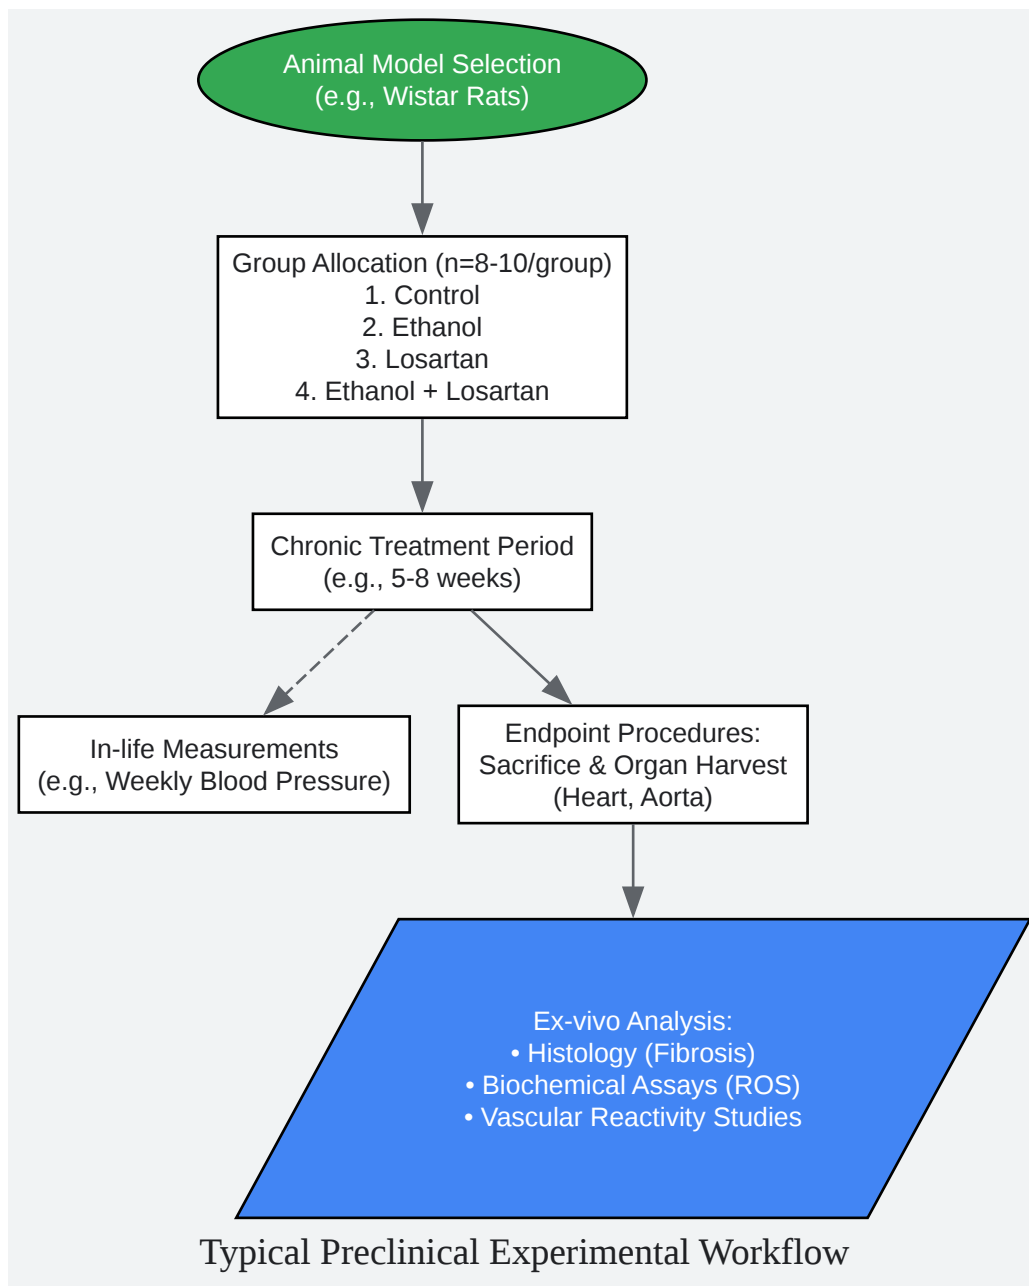 Animal Model Selection
(e.g., Wistar Rats)
Group Allocation (n=8-10/group)
1. Control
2. Ethanol
3. Losartan
4. Ethanol + Losartan
Chronic Treatment Period
(e.g., 5-8 weeks)
In-life Measurements
(e.g., Weekly Blood Pressure)
Endpoint Procedures:
Sacrifice & Organ Harvest
(Heart, Aorta)
Ex-vivo Analysis:
• Histology (Fibrosis)
• Biochemical Assays (ROS)
• Vascular Reactivity Studies
Typical Preclinical Experimental Workflow